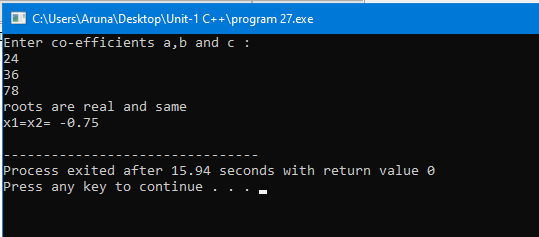 C:\Users\Aruna\Desktop\Unit-1 C++\program 27.exe
Enter co-efficients a,b and c :
24
36
78
roots are real and same
x1=x2= -0.75
--------------------------------
Process exited after 15.94 seconds with return value 0
Press any key to continue . . .